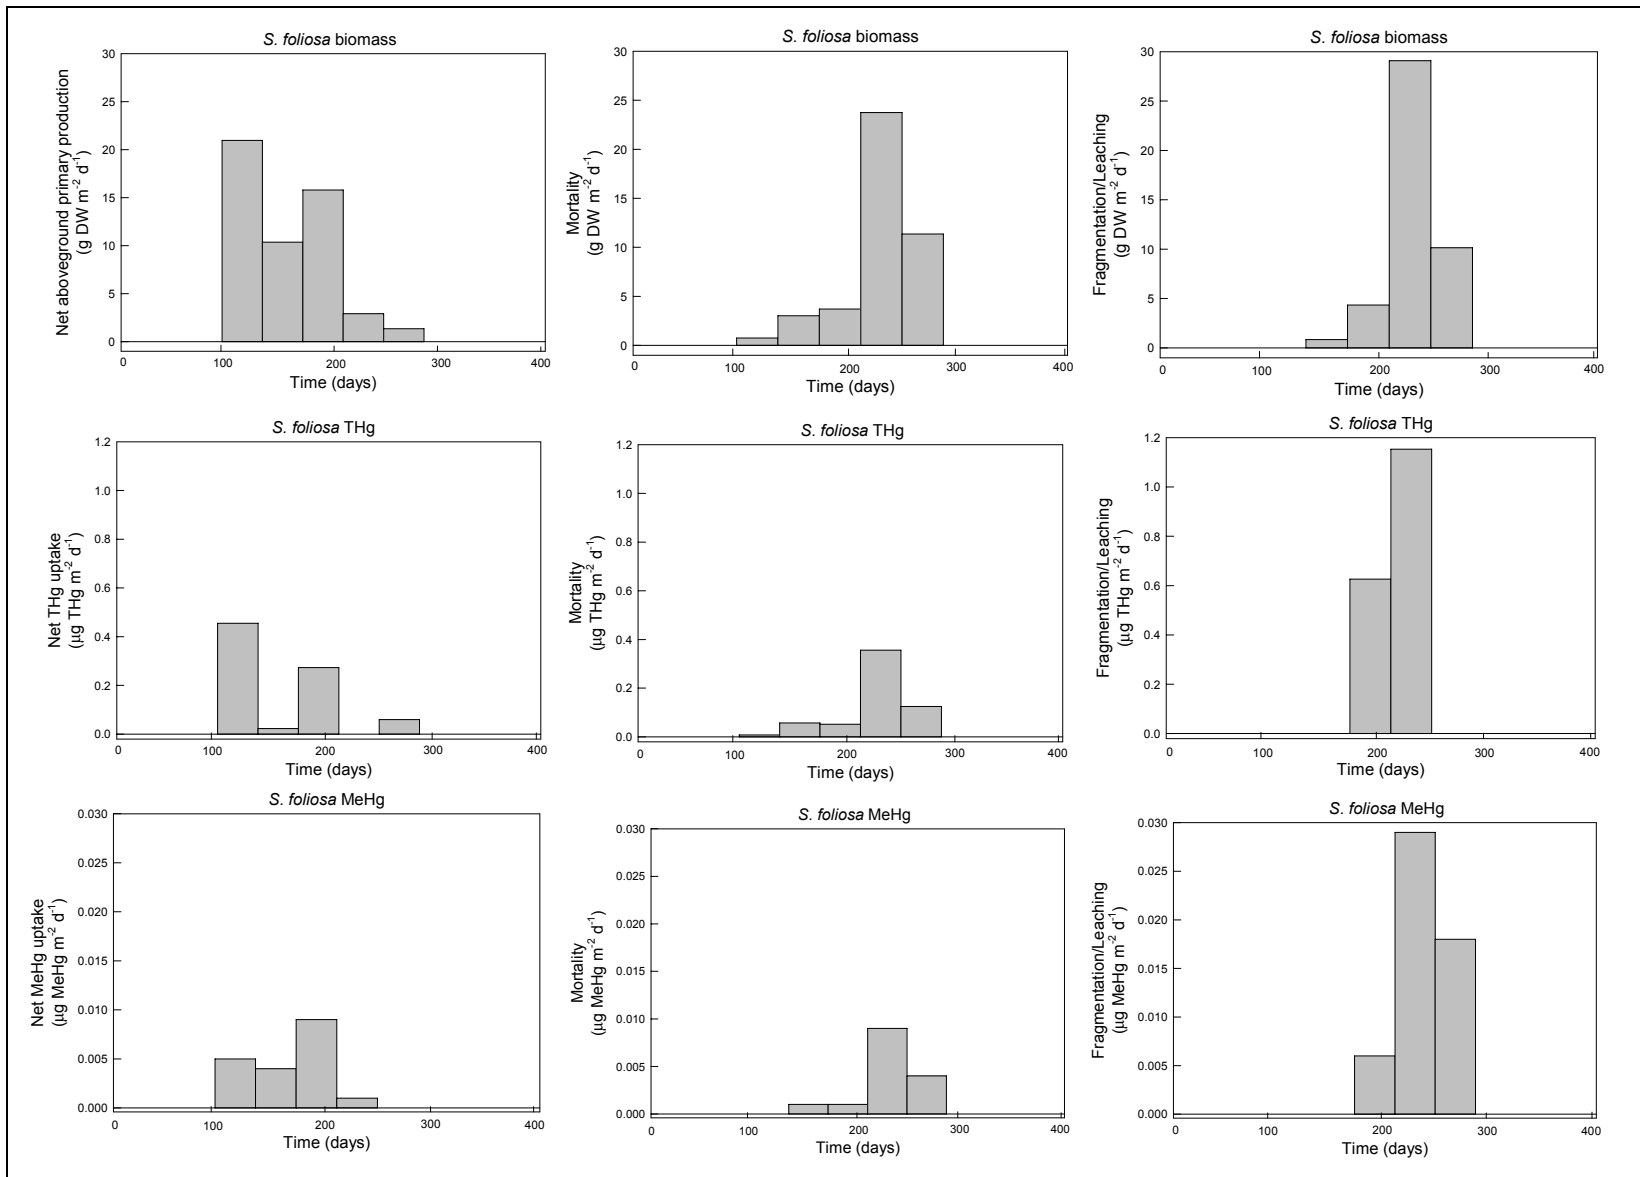 S. foliosa biomass
Net aboveground primary production
(g DW m⁻² d⁻¹)
30
25
20
15
10
5
0
0 100 200 300 400
Time (days)
S. foliosa biomass
Mortality
(g DW m⁻² d⁻¹)
30
25
20
15
10
5
0
0 100 200 300 400
Time (days)
S. foliosa biomass
Fragmentation/Leaching
(g DW m⁻² d⁻¹)
30
25
20
15
10
5
0
0 100 200 300 400
Time (days)
S. foliosa THg
Net THg uptake
(µg THg m⁻² d⁻¹)
1.2
1.0
0.8
0.6
0.4
0.2
0.0
0 100 200 300 400
Time (days)
S. foliosa THg
Mortality
(µg THg m⁻² d⁻¹)
1.2
1.0
0.8
0.6
0.4
0.2
0.0
0 100 200 300 400
Time (days)
S. foliosa THg
Fragmentation/Leaching
(µg THg m⁻² d⁻¹)
1.2
1.0
0.8
0.6
0.4
0.2
0.0
0 100 200 300 400
Time (days)
S. foliosa MeHg
Net MeHg uptake
(µg MeHg m⁻² d⁻¹)
0.030
0.025
0.020
0.015
0.010
0.005
0.000
0 100 200 300 400
Time (days)
S. foliosa MeHg
Mortality
(µg MeHg m⁻² d⁻¹)
0.030
0.025
0.020
0.015
0.010
0.005
0.000
0 100 200 300 400
Time (days)
S. foliosa MeHg
Fragmentation/Leaching
(µg MeHg m⁻² d⁻¹)
0.030
0.025
0.020
0.015
0.010
0.005
0.000
0 100 200 300 400
Time (days)